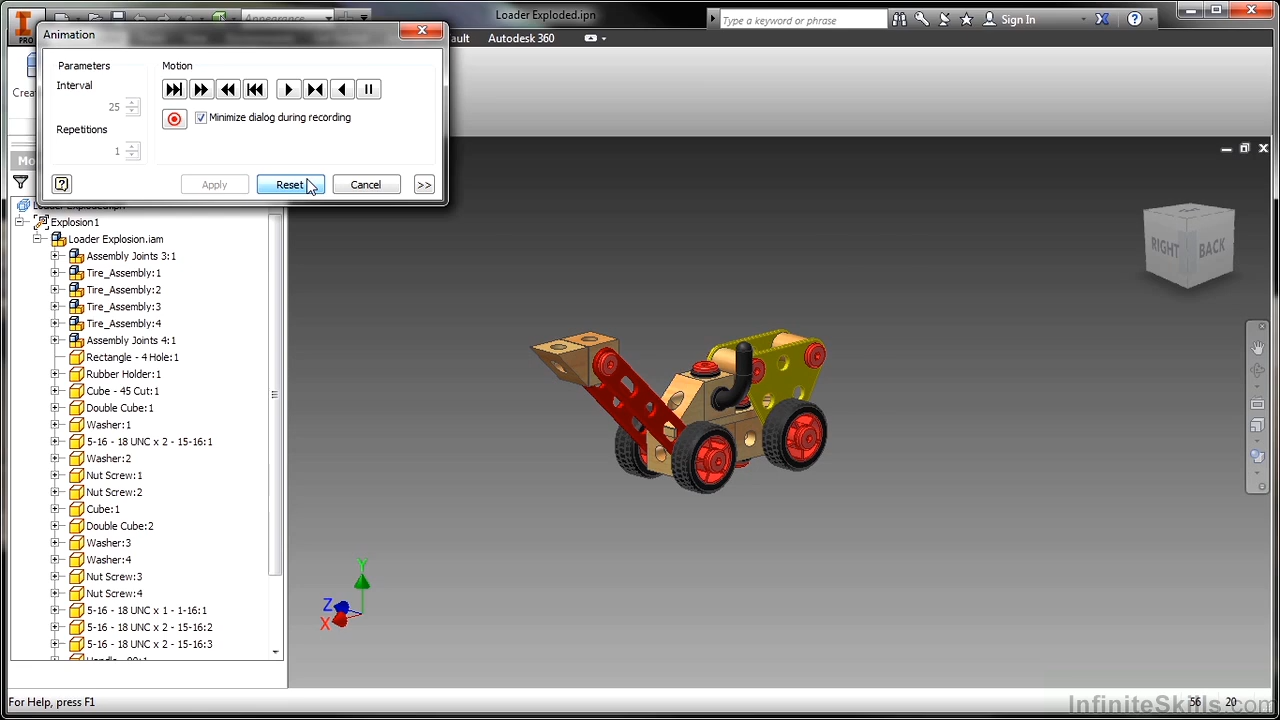 Appearance
Loader Exploded.ipn
Type a keyword or phrase
Sign In
PRO
Animation
ault
Autodesk 360
Parameters
Motion
Interval
25
Minimize dialog during recording
Repetitions
1
Apply
Reset
Cancel
>>
Crea
Mo
Loader Exploded.ipn
Explosion1
Loader Explosion.iam
Assembly Joints 3:1
Tire_Assembly:1
Tire_Assembly:2
Tire_Assembly:3
Tire_Assembly:4
Assembly Joints 4:1
Rectangle - 4 Hole:1
Rubber Holder:1
Cube - 45 Cut:1
Double Cube:1
Washer:1
5-16 - 18 UNC x 2 - 15-16:1
Washer:2
Nut Screw:1
Nut Screw:2
Cube:1
Double Cube:2
Washer:3
Washer:4
Nut Screw:3
Nut Screw:4
5-16 - 18 UNC x 1 - 1-16:1
5-16 - 18 UNC x 2 - 15-16:2
5-16 - 18 UNC x 2 - 15-16:3
RIGHT
BACK
Y
Z
X
For Help, press F1
56
20
InfiniteSkills.com